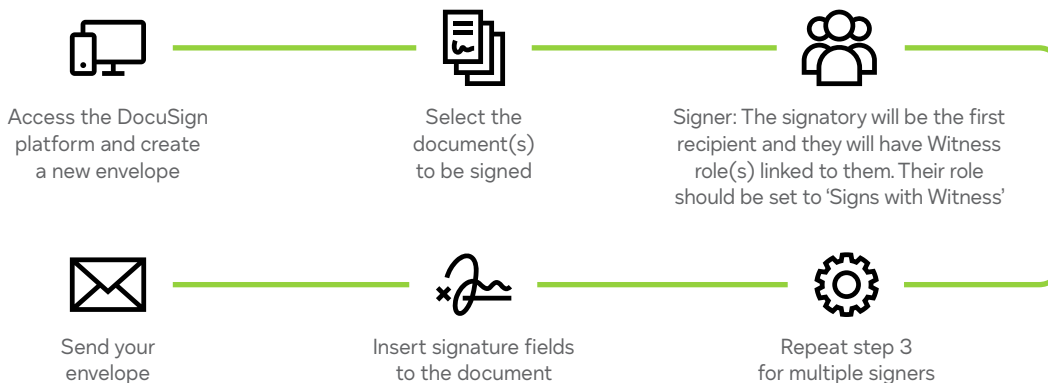 Access the DocuSign
platform and create
a new envelope
Select the
document(s)
to be signed
Signer: The signatory will be the first
recipient and they will have Witness
role(s) linked to them. Their role
should be set to ‘Signs with Witness’
Repeat step 3
for multiple signers
Insert signature fields
to the document
Send your
envelope